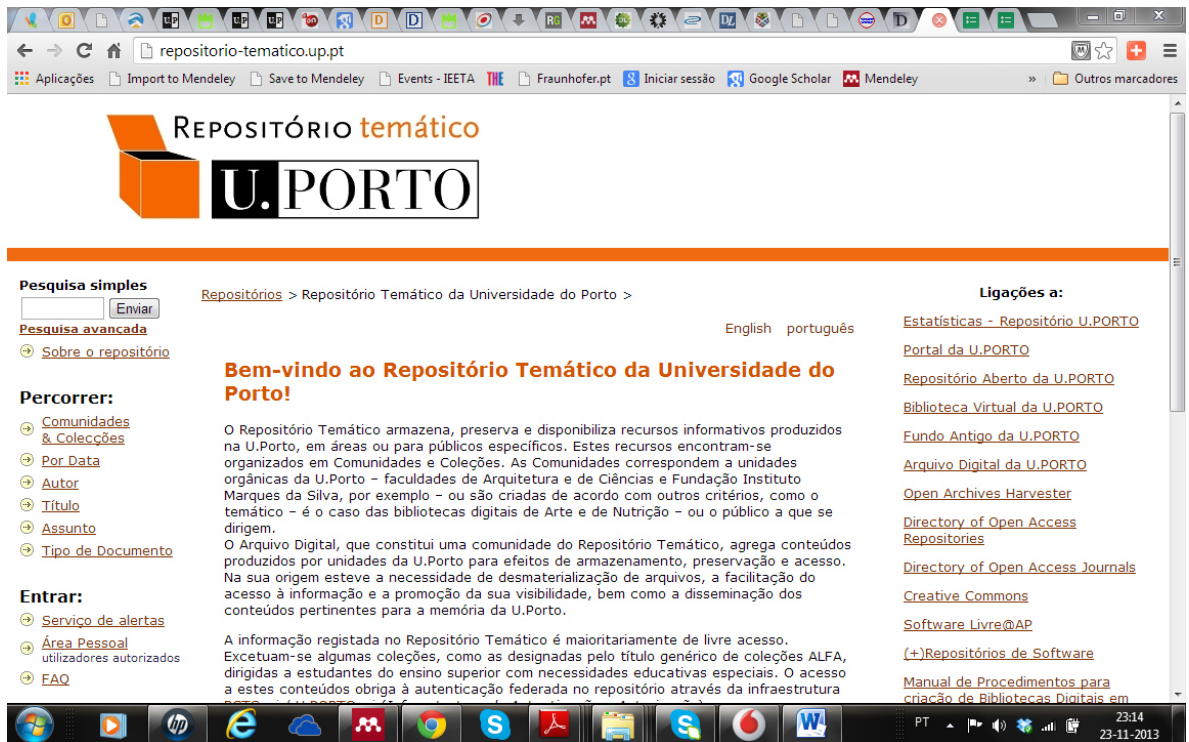 repositorio-tematico.up.pt
Aplicações Import to Mendeley Save to Mendeley Events - IEETA THE Fraunhofer.pt Iniciar sessão Google Scholar Mendeley » Outros marcadores
REPOSITÓRIO temático
U. PORTO
Pesquisa simples
Enviar
Pesquisa avançada
Sobre o repositório
Percorrer:
Comunidades
& Colecções
Por Data
Autor
Título
Assunto
Tipo de Documento
Entrar:
Serviço de alertas
Área Pessoal
utilizadores autorizados
FAQ
Repositórios > Repositório Temático da Universidade do Porto >
English português
Bem-vindo ao Repositório Temático da Universidade do
Porto!
O Repositório Temático armazena, preserva e disponibiliza recursos informativos produzidos
na U.Porto, em áreas ou para públicos específicos. Estes recursos encontram-se
organizados em Comunidades e Coleções. As Comunidades correspondem a unidades
orgânicas da U.Porto – faculdades de Arquitetura e de Ciências e Fundação Instituto
Marques da Silva, por exemplo – ou são criadas de acordo com outros critérios, como o
temático – é o caso das bibliotecas digitais de Arte e de Nutrição – ou o público a que se
dirigem.
O Arquivo Digital, que constitui uma comunidade do Repositório Temático, agrega conteúdos
produzidos por unidades da U.Porto para efeitos de armazenamento, preservação e acesso.
Na sua origem esteve a necessidade de desmaterialização de arquivos, a facilitação do
acesso à informação e a promoção da sua visibilidade, bem como a disseminação dos
conteúdos pertinentes para a memória da U.Porto.
A informação registada no Repositório Temático é maioritariamente de livre acesso.
Excetuam-se algumas coleções, como as designadas pelo título genérico de coleções ALFA,
dirigidas a estudantes do ensino superior com necessidades educativas especiais. O acesso
a estes conteúdos obriga à autenticação federada no repositório através da infraestrutura
Ligações a:
Estatísticas - Repositório U.PORTO
Portal da U.PORTO
Repositório Aberto da U.PORTO
Biblioteca Virtual da U.PORTO
Fundo Antigo da U.PORTO
Arquivo Digital da U.PORTO
Open Archives Harvester
Directory of Open Access
Repositories
Directory of Open Access Journals
Creative Commons
Software Livre@AP
(+)Repositórios de Software
Manual de Procedimentos para
criação de Bibliotecas Digitais em
PT
23:14
23-11-2013